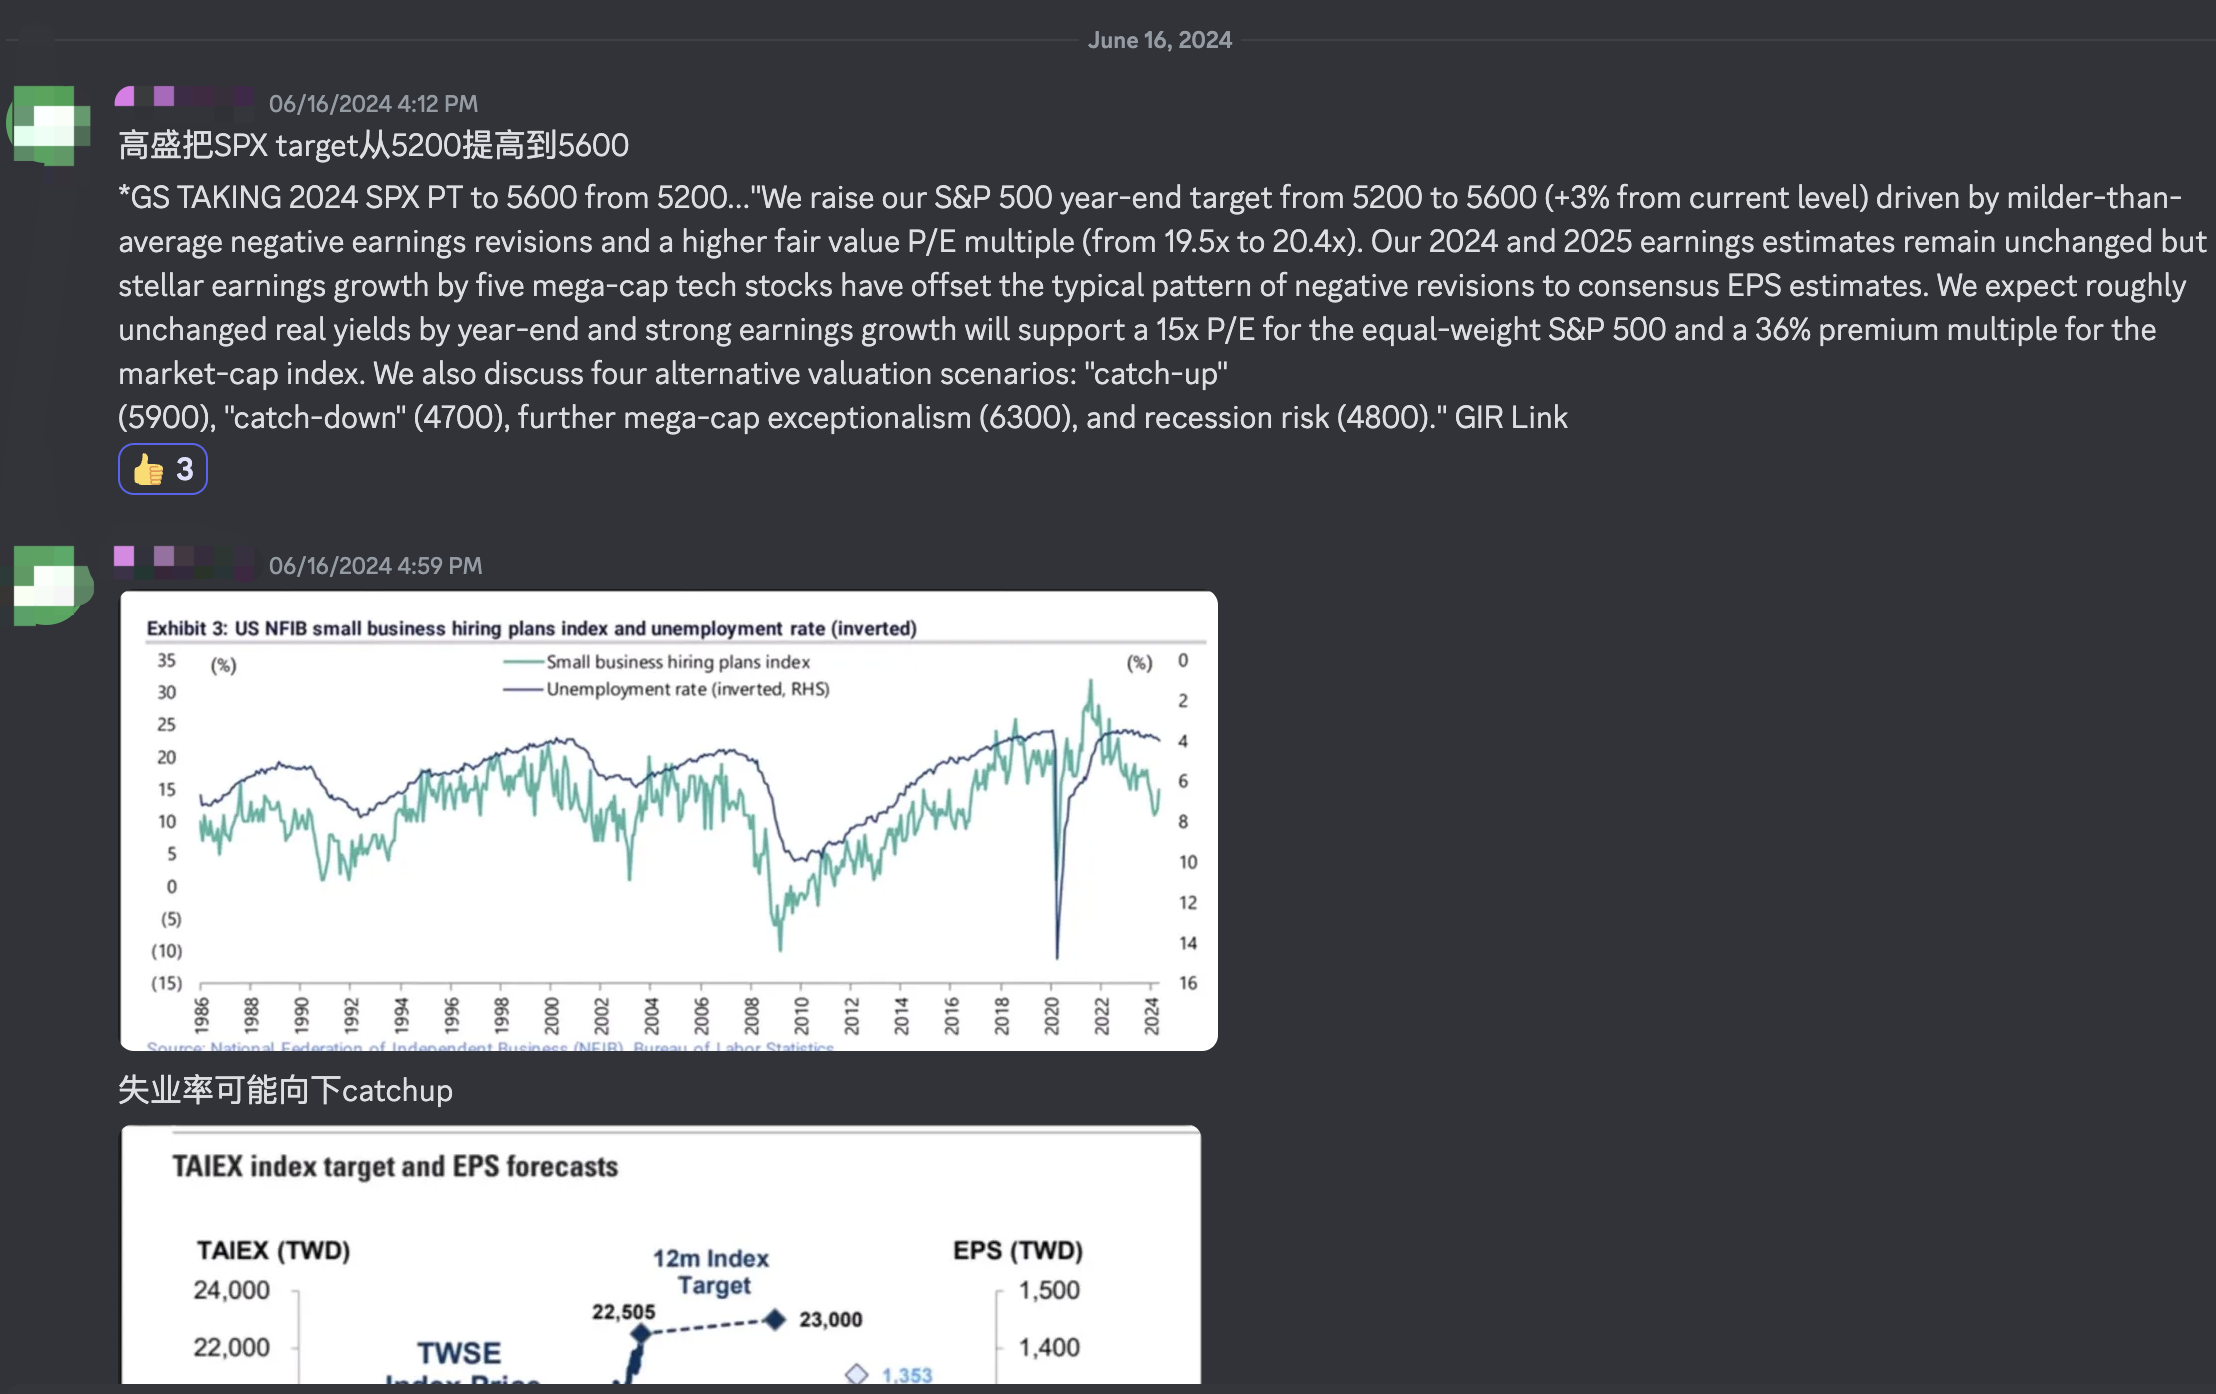 June 16, 2024
06/16/2024 4:12 PM
高盛把SPX target从5200提高到5600
*GS TAKING 2024 SPX PT to 5600 from 5200..."We raise our S&P 500 year-end target from 5200 to 5600 (+3% from current level) driven by milder-than-
average negative earnings revisions and a higher fair value P/E multiple (from 19.5x to 20.4x). Our 2024 and 2025 earnings estimates remain unchanged but
stellar earnings growth by five mega-cap tech stocks have offset the typical pattern of negative revisions to consensus EPS estimates. We expect roughly
unchanged real yields by year-end and strong earnings growth will support a 15x P/E for the equal-weight S&P 500 and a 36% premium multiple for the
market-cap index. We also discuss four alternative valuation scenarios: "catch-up"
(5900), "catch-down" (4700), further mega-cap exceptionalism (6300), and recession risk (4800)." GIR Link
👍 3
06/16/2024 4:59 PM
Exhibit 3: US NFIB small business hiring plans index and unemployment rate (inverted)
35 (%) Small business hiring plans index (%) 0
30 Unemployment rate (inverted, RHS) 2
25
20 4
15 6
10 8
5 10
0
(5) 12
(10) 14
(15) 16
1986 1988 1990 1992 1994 1996 1998 2000 2002 2004 2006 2008 2010 2012 2014 2016 2018 2020 2022 2024
Source: National Federation of Independent Business (NFIB), Bureau of Labor Statistics
失业率可能向下catchup
TAIEX index target and EPS forecasts
TAIEX (TWD) 12m Index EPS (TWD)
Target
24,000 22,505 23,000 1,500
22,000 TWSE 1,400
Index Price 1,353